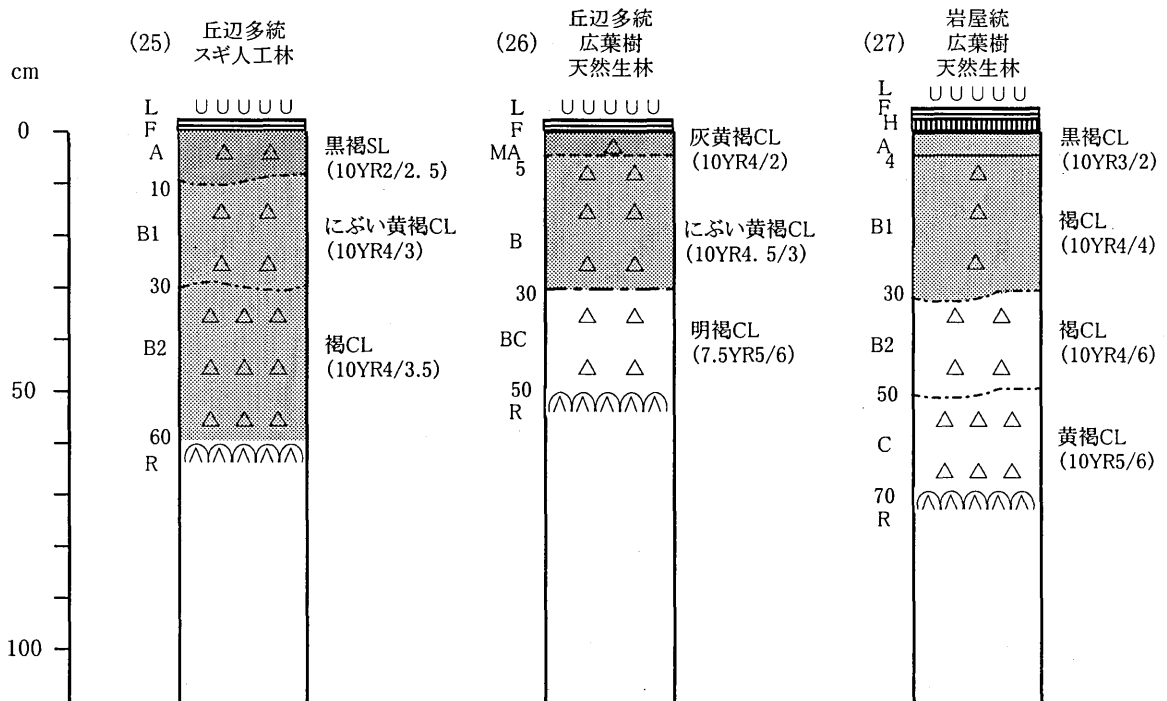 cm
0
50
100
(25)
丘辺多統
スギ人工林
L
F
A
10
B1
30
B2
60
R
黒褐SL
(10YR2/2.5)
にぶい黄褐CL
(10YR4/3)
褐CL
(10YR4/3.5)
(26)
丘辺多統
広葉樹
天然生林
L
F
MA
5
B
30
BC
50
R
灰黄褐CL
(10YR4/2)
にぶい黄褐CL
(10YR4.5/3)
明褐CL
(7.5YR5/6)
(27)
岩屋統
広葉樹
天然生林
L
F
H
A
4
B1
30
B2
50
C
70
R
黒褐CL
(10YR3/2)
褐CL
(10YR4/4)
褐CL
(10YR4/6)
黄褐CL
(10YR5/6)